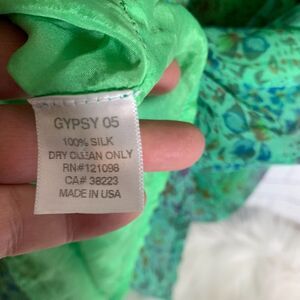 GYPSY 05
100% SILK
DRY CLEAN ONLY
RN#121098
CA# 38223
MADE IN USA